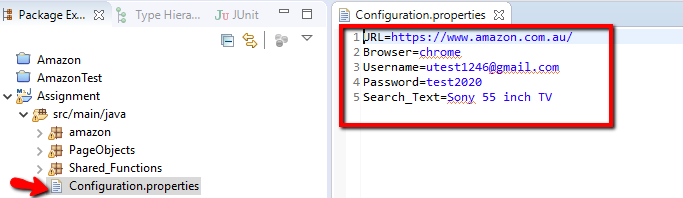 Package Ex...
Type Hiera...
JUnit
Amazon
AmazonTest
Assignment
src/main/java
amazon
PageObjects
Shared_Functions
Configuration.properties
Configuration.properties
1 URL=https://www.amazon.com.au/
2 Browser=chrome
3 Username=utest1246@gmail.com
4 Password=test2020
5 Search_Text=Sony 55 inch TV